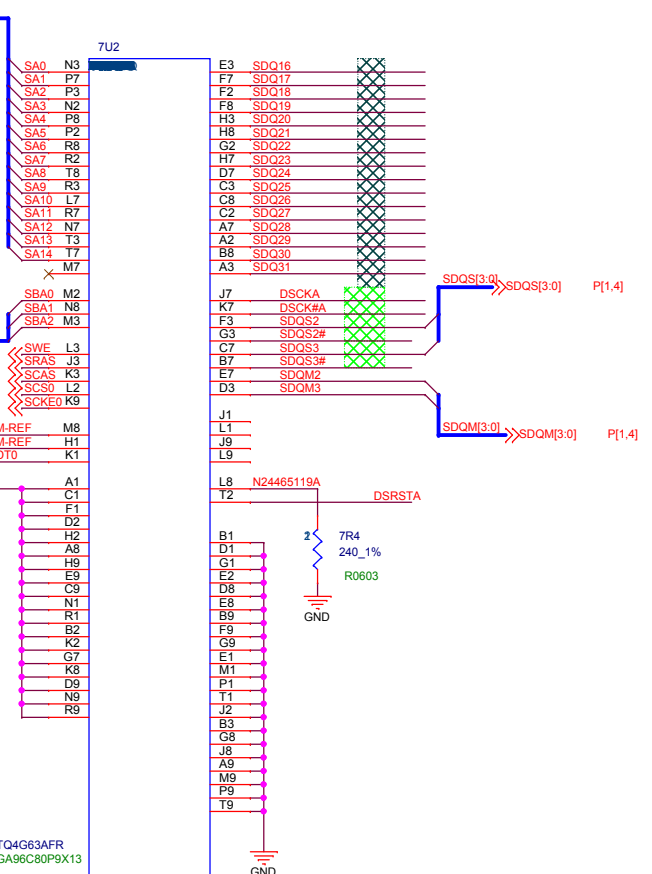 7U2
SA0 N3 E3 SDQ16
SA1 P7 F7 SDQ17
SA2 P3 F2 SDQ18
SA3 N2 F8 SDQ19
SA4 P8 H3 SDQ20
SA5 P2 H8 SDQ21
SA6 R8 G2 SDQ22
SA7 R2 H7 SDQ23
SA8 T8 D7 SDQ24
SA9 R3 C3 SDQ25
SA10 L7 C8 SDQ26
SA11 R7 C2 SDQ27
SA12 N7 A7 SDQ28
SA13 T3 A2 SDQ29
SA14 T7 B8 SDQ30
M7 A3 SDQ31
SDQS[3:0] SDQS[3:0] P[1,4]
SBA0 M2 J7 DSCKA
SBA1 N8 K7 DSCK#A
SBA2 M3 F3 SDQS2
G3 SDQS2#
SWE L3 C7 SDQS3
SRAS J3 B7 SDQS3#
SCAS K3 E7 SDQM2
SCS0 L2 D3 SDQM3
SCKE0 K9
J1
M-REF M8 L1
SDQM[3:0] SDQM[3:0] P[1,4]
M-REF H1 J9
DT0 K1 L9
A1 L8 N24465119A
C1 T2 DSRSTA
F1
D2
H2 B1 2 7R4
A8 D1 240_1%
H9 G1
E9 E2 R0603
C9 D8
N1 E8
R1 B9 GND
B2 F9
K2 G9
G7 E1
K8 M1
D9 P1
N9 T1
R9 J2
B3
G8
J8
A9
M9
P9
T9
TQ4G63AFR
GA96C80P9X13
GND